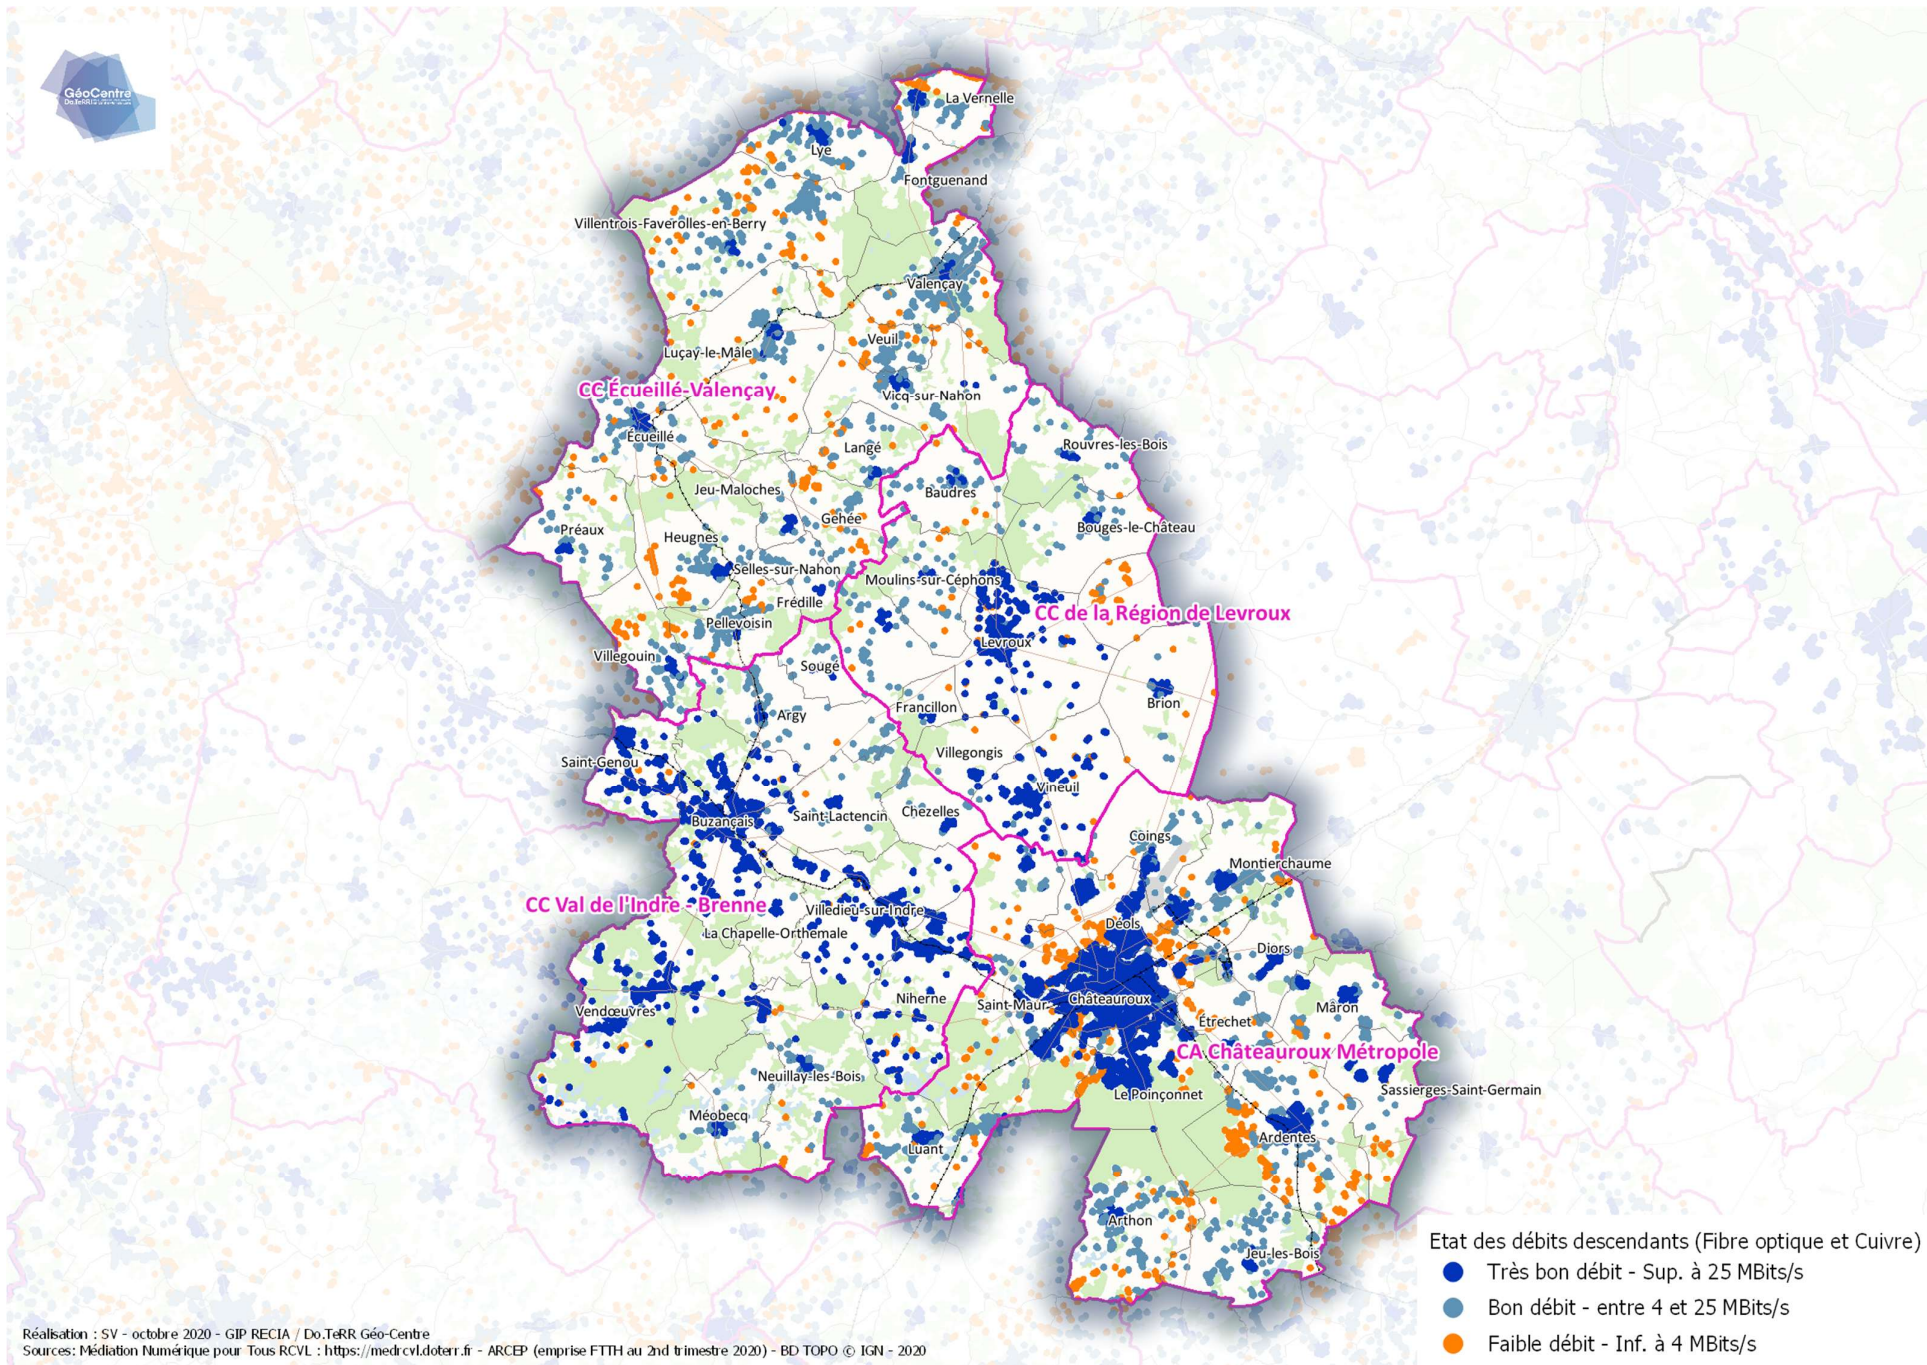 GéoCentre
La Vernelle
Lye
Fontguenand
Villentrois-Faverolles-en-Berry
Valençay
Veuil
Luçay-le-Mâle
CC Écueillé-Valençay
Vicq-sur-Nahon
Écueillé
Langé
Rouvres-les-Bois
Jeu-Maloches
Baudres
Gehée
Bouges-le-Château
Préaux
Heugnes
Selles-sur-Nahon
Moulins-sur-Céphons
Frédille
CC de la Région de Levroux
Pellevoisin
Levroux
Villegouin
Sougé
Brion
Francillon
Argy
Villegongis
Saint-Genou
Vineuil
Buzançais
Saint-Lactencin
Chezelles
Coings
Montierchaume
CC Val de l'Indre - Brenne
Villedieu-sur-Indre
La Chapelle-Orthemale
Déols
Diors
Niherne
Saint-Maur
Châteauroux
Mâron
Vendœuvres
Étrechet
CA Châteauroux Métropole
Neuillay-les-Bois
Le Poinçonnet
Sassierges-Saint-Germain
Méobecq
Ardentes
Luant
Arthon
Jeu-les-Bois
Etat des débits descendants (Fibre optique et Cuivre)
Très bon débit - Sup. à 25 MBits/s
Bon débit - entre 4 et 25 MBits/s
Faible débit - Inf. à 4 MBits/s
Réalisation : SV - octobre 2020 - GIP RECIA / Do.TeRR Géo-Centre
Sources: Médiation Numérique pour Tous RCVL : https://medrcvl.doterr.fr - ARCEP (emprise FTTH au 2nd trimestre 2020) - BD TOPO © IGN - 2020